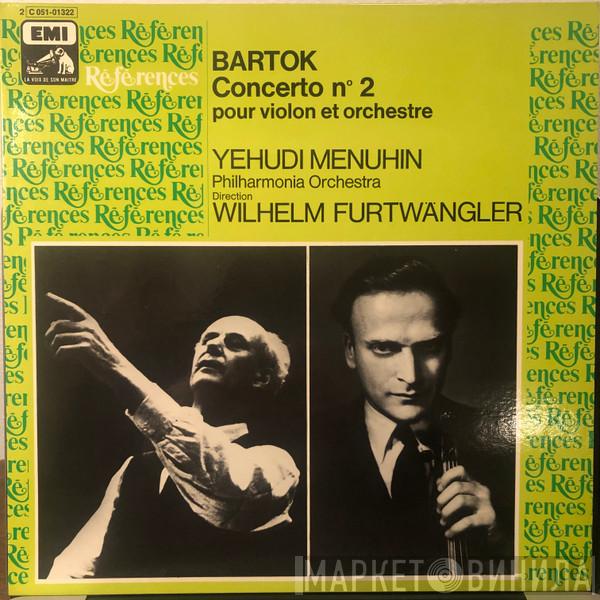 2 C 051-01322
EMI
LA VOIX DE SON MAITRE
Références
BARTOK
Concerto nº 2
pour violon et orchestre
YEHUDI MENUHIN
Philharmonia Orchestra
Direction
WILHELM FURTWÄNGLER
МАРКЕТ ВИНИЛА